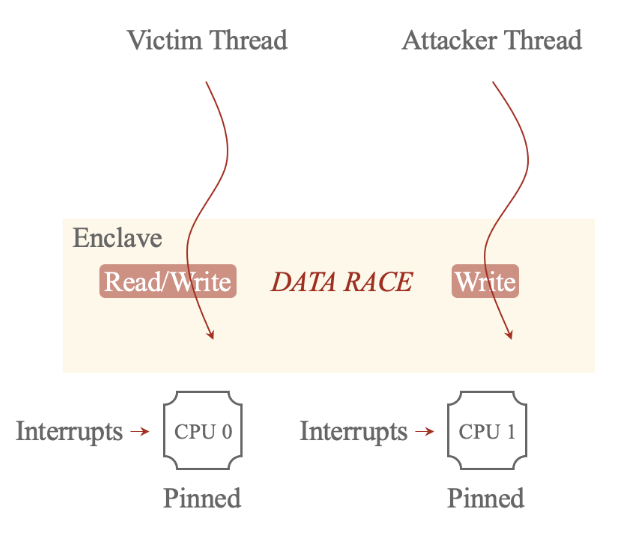 Victim Thread
Attacker Thread
Enclave
Read/Write
DATA RACE
Write
Interrupts
CPU 0
Interrupts
CPU 1
Pinned
Pinned